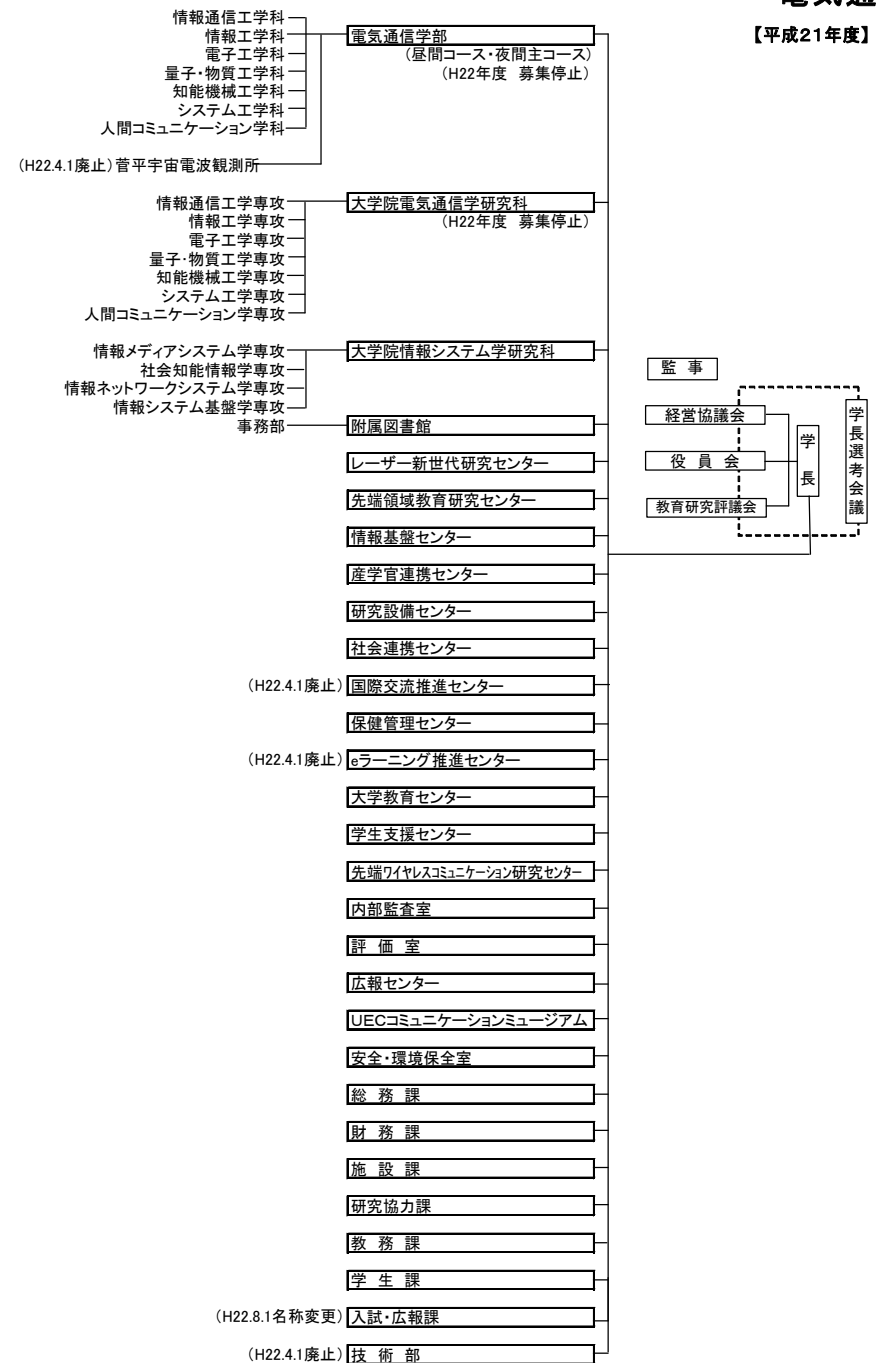 電気通
【平成21年度】
情報通信工学科
情報工学科
電子工学科
量子・物質工学科
知能機械工学科
システム工学科
人間コミュニケーション学科
電気通信学部
(昼間コース・夜間主コース)
(H22年度 募集停止)
(H22.4.1廃止)菅平宇宙電波観測所
情報通信工学専攻
情報工学専攻
電子工学専攻
量子・物質工学専攻
知能機械工学専攻
システム工学専攻
人間コミュニケーション学専攻
大学院電気通信学研究科
(H22年度 募集停止)
情報メディアシステム学専攻
社会知能情報学専攻
情報ネットワークシステム学専攻
情報システム基盤学専攻
大学院情報システム学研究科
事務部
附属図書館
レーザー新世代研究センター
先端領域教育研究センター
情報基盤センター
産学官連携センター
研究設備センター
社会連携センター
(H22.4.1廃止) 国際交流推進センター
保健管理センター
(H22.4.1廃止) eラーニング推進センター
大学教育センター
学生支援センター
先端ワイヤレスコミュニケーション研究センター
内部監査室
評 価 室
広報センター
UECコミュニケーションミュージアム
安全・環境保全室
総 務 課
財 務 課
施 設 課
研究協力課
教 務 課
学 生 課
(H22.8.1名称変更) 入試・広報課
(H22.4.1廃止) 技 術 部
監 事
経営協議会
役 員 会
教育研究評議会
学長
学長選考会議